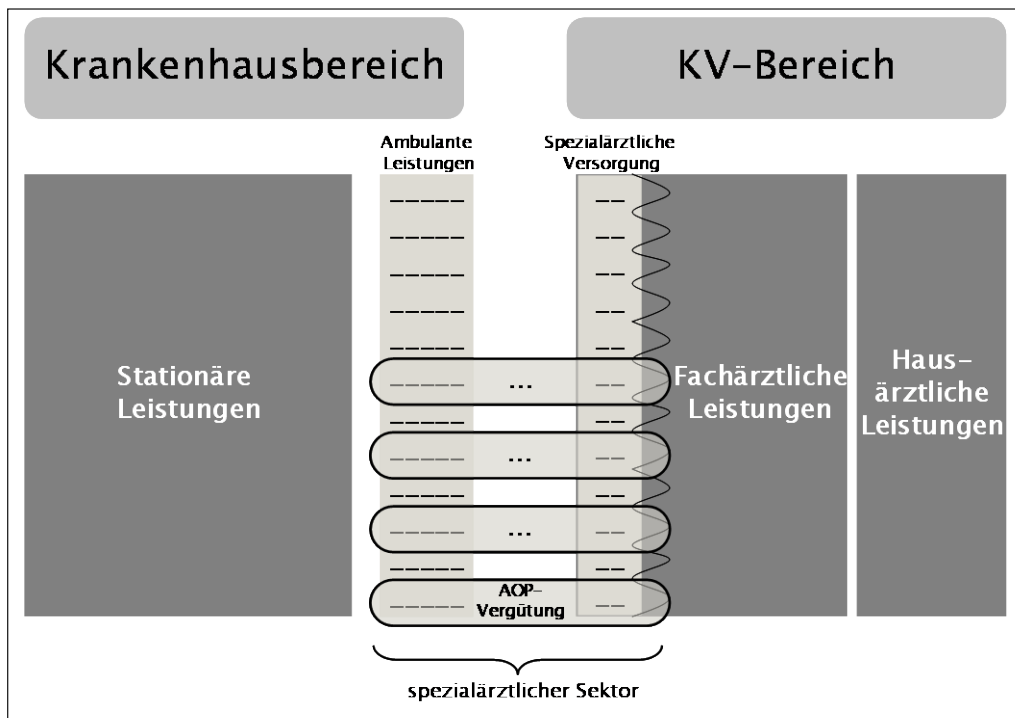 Krankenhausbereich
KV-Bereich
Ambulante
Leistungen
Spezialärztliche
Versorgung
Stationäre
Leistungen
Fachärztliche
Leistungen
Haus-
ärztliche
Leistungen
...
...
...
AOP-
Vergütung
spezialärztlicher Sektor